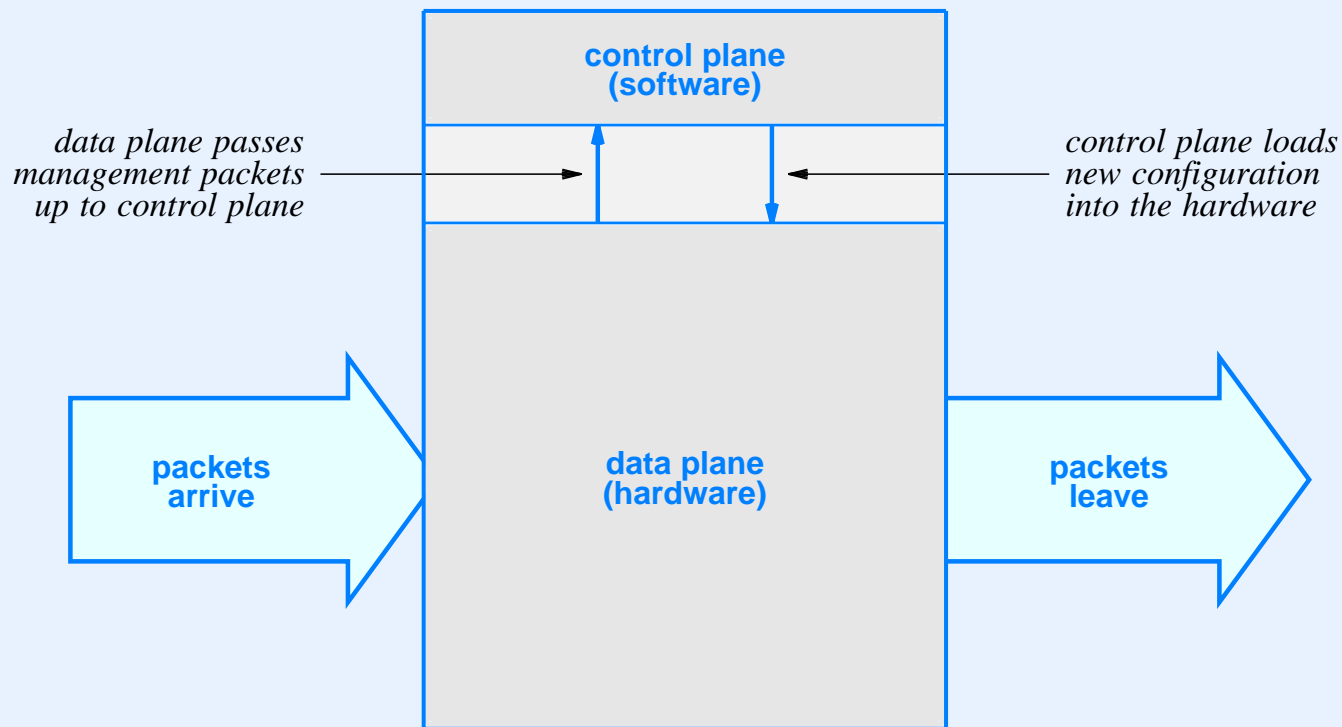 control plane
(software)
data plane passes
management packets
up to control plane
control plane loads
new configuration
into the hardware
packets
arrive
data plane
(hardware)
packets
leave